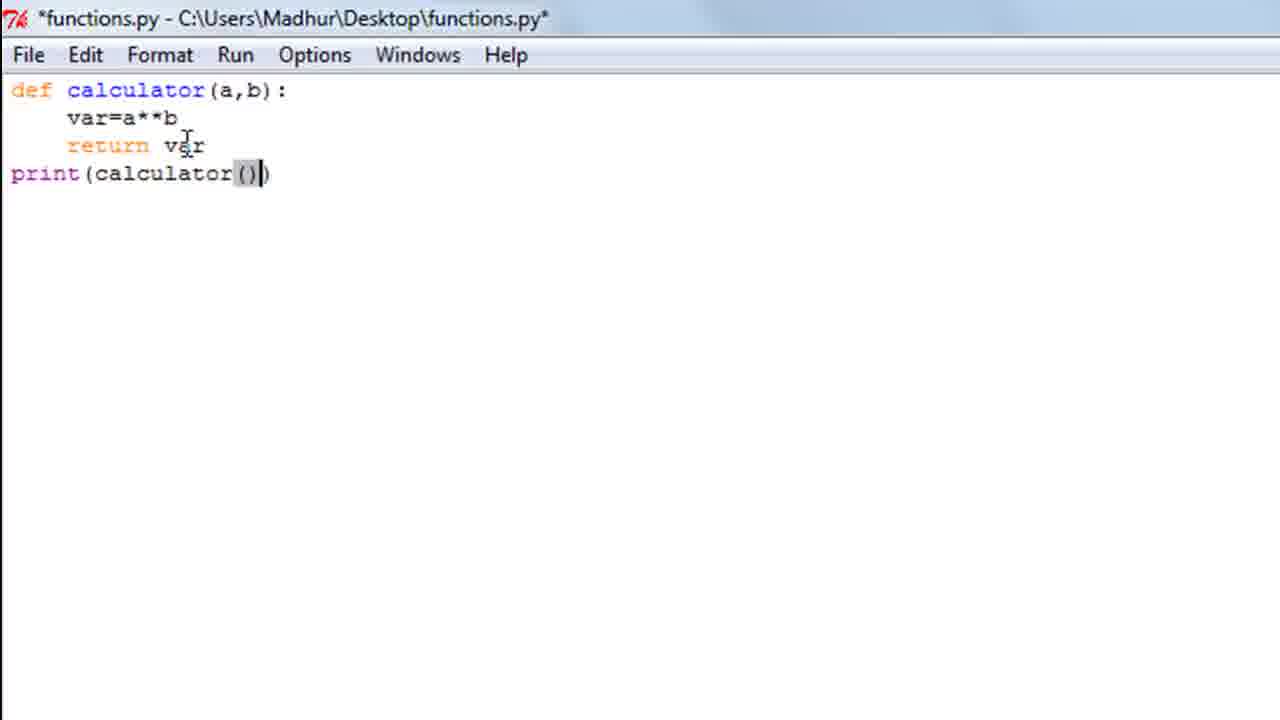 *functions.py - C:\Users\Madhur\Desktop\functions.py*
File Edit Format Run Options Windows Help
def calculator(a,b):
    var=a**b
    return var
print(calculator())